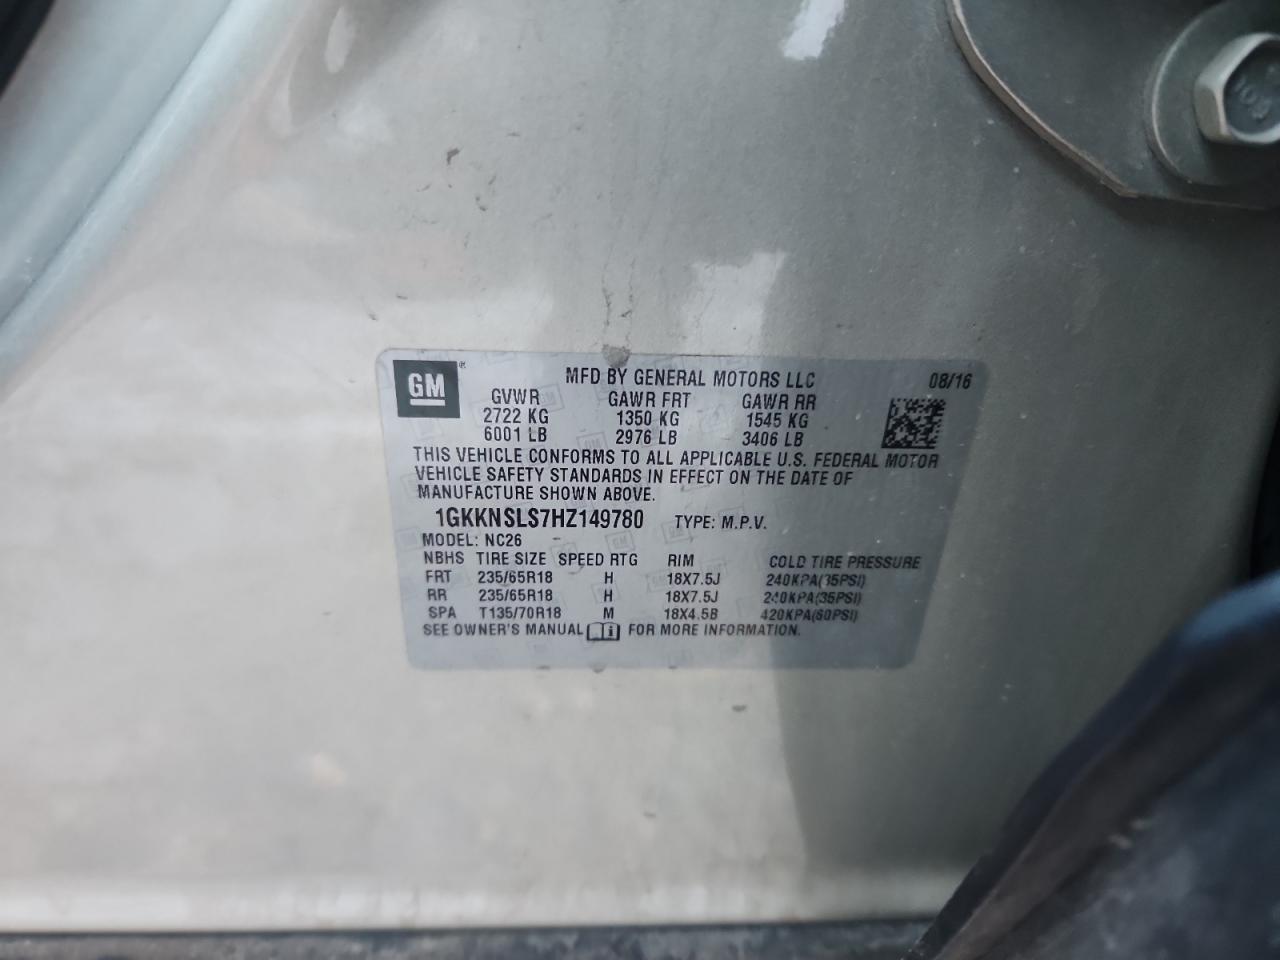 GM®
MFD BY GENERAL MOTORS LLC 08/16
GVWR GAWR FRT GAWR RR
2722 KG 1350 KG 1545 KG
6001 LB 2976 LB 3406 LB
THIS VEHICLE CONFORMS TO ALL APPLICABLE U.S. FEDERAL MOTOR
VEHICLE SAFETY STANDARDS IN EFFECT ON THE DATE OF
MANUFACTURE SHOWN ABOVE.
1GKKNSLS7HZ149780 TYPE: M.P.V.
MODEL: NC26
NBHS TIRE SIZE SPEED RTG RIM COLD TIRE PRESSURE
FRT 235/65R18 H 18X7.5J 240KPA(35PSI)
RR 235/65R18 H 18X7.5J 240KPA(35PSI)
SPA T135/70R18 M 18X4.5B 420KPA(60PSI)
SEE OWNER'S MANUAL FOR MORE INFORMATION.